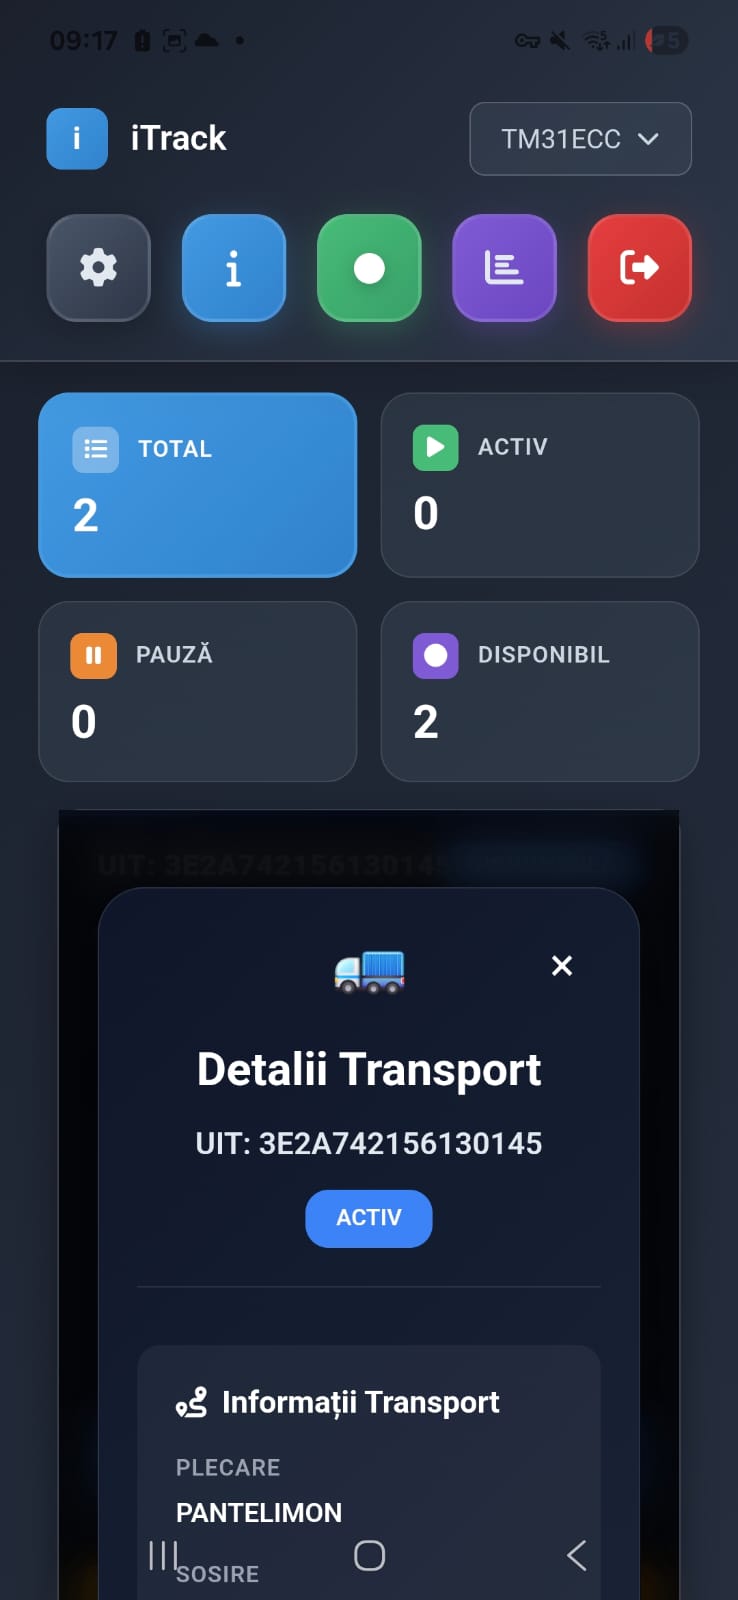 09:17
5
i
iTrack
TM31ECC
TOTAL
2
ACTIV
0
PAUZĂ
0
DISPONIBIL
2
UIT: 3E2A742156130145
Detalii Transport
UIT: 3E2A742156130145
ACTIV
Informații Transport
PLECARE
PANTELIMON
SOSIRE